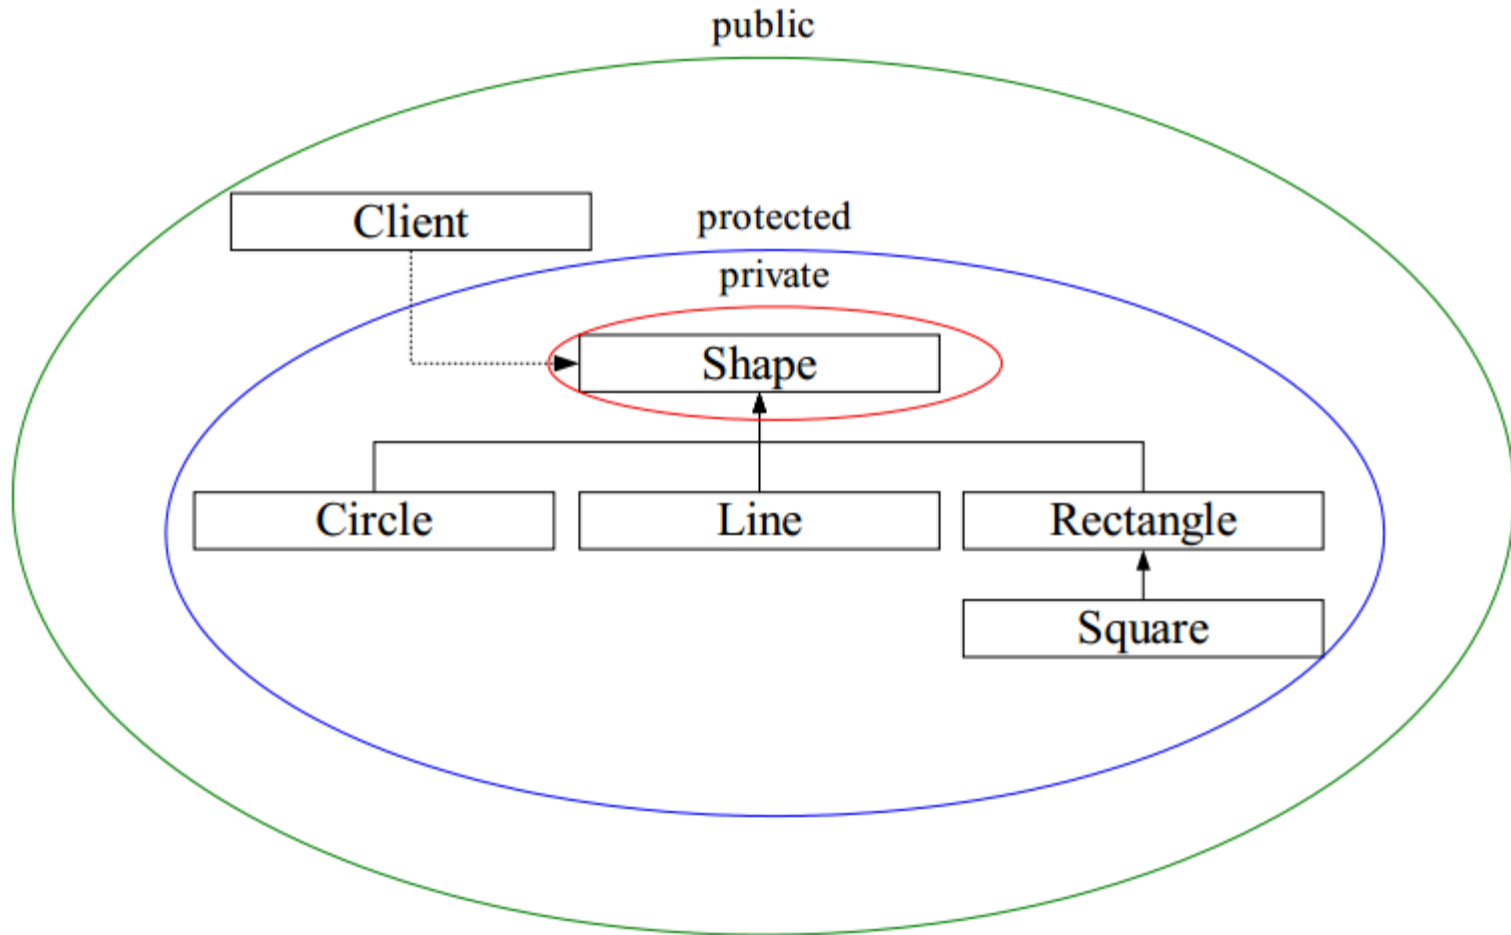 public
Client
protected
private
Shape
Circle
Line
Rectangle
Square